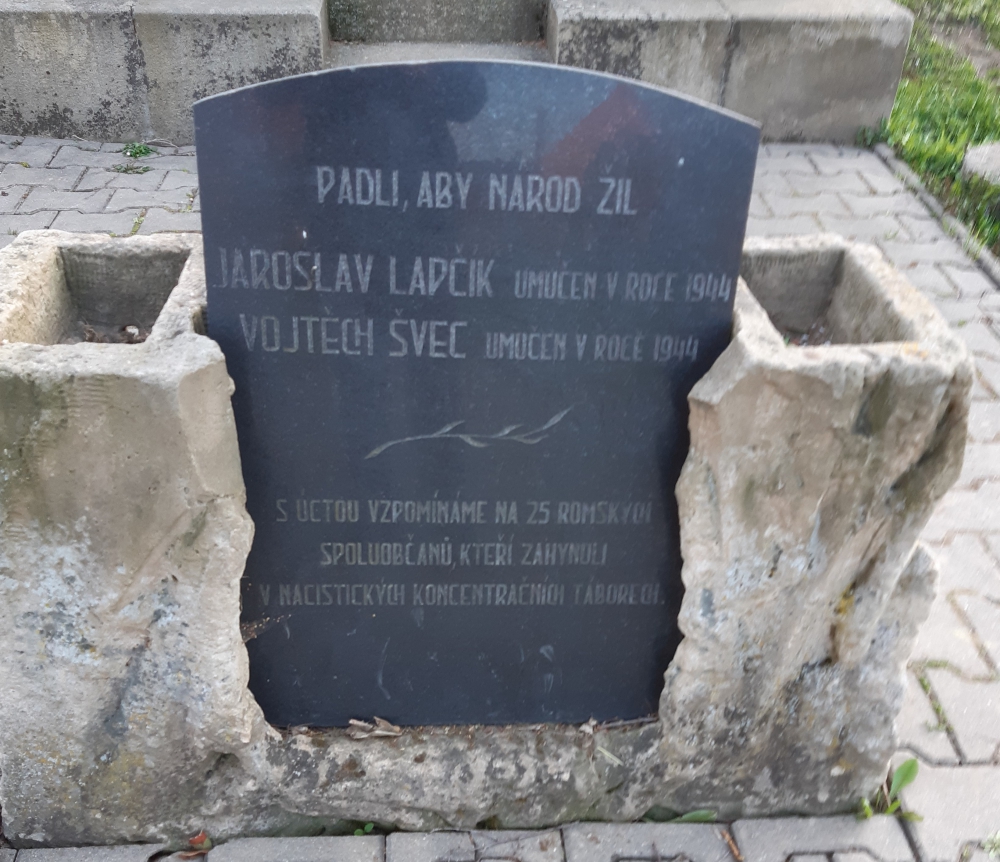 PADLI, ABY NÁROD ŽIL
JAROSLAV LAPČIK UMUČEN V ROCE 1944
VOJTĚCH ŠVEC UMUČEN V ROCE 1944
S ÚCTOU VZPOMÍNÁME NA 25 ROMSKÝCH
SPOLUOBČANŮ, KTEŘÍ ZAHYNULI
V NACISTICKÝCH KONCENTRAČNÍCH TÁBORECH.